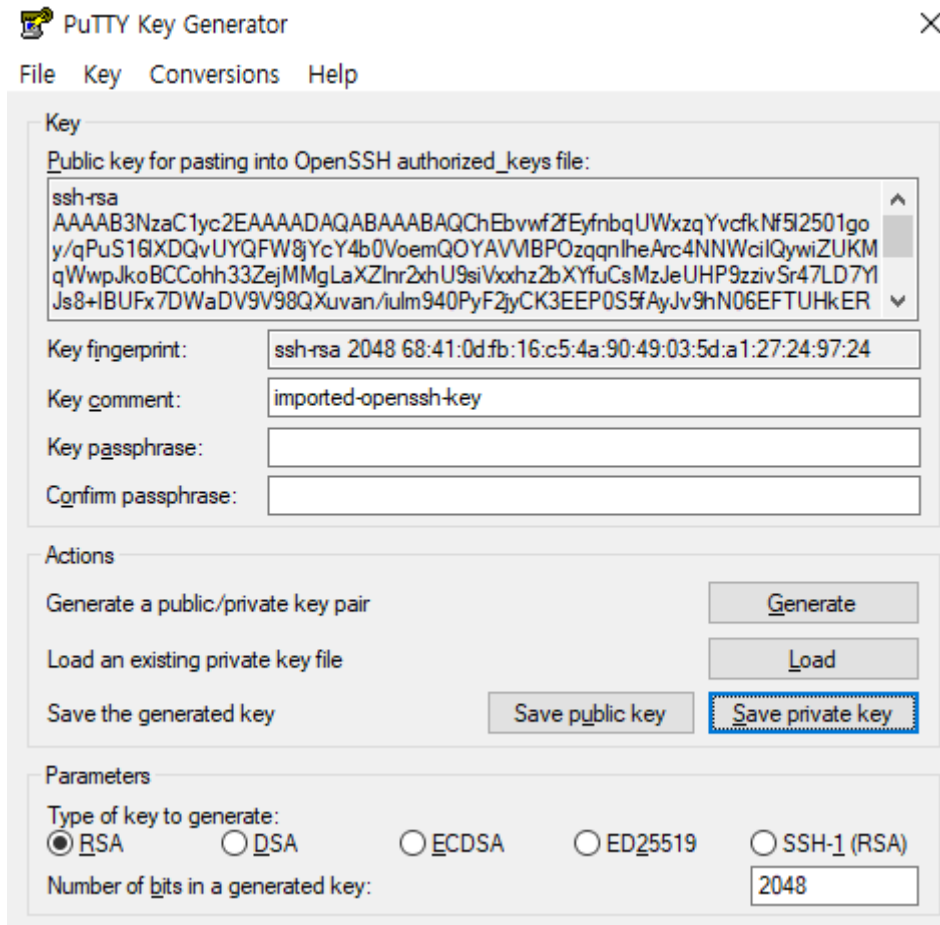 PuTTY Key Generator
File Key Conversions Help
Key
Public key for pasting into OpenSSH authorized_keys file:
ssh-rsa
AAAAB3NzaC1yc2EAAAADAQABAAABAQChEbvwf2fEyfnbqUWxzqYvcfkNf5l2501go
y/qPuS16lXDQvUYQFW8jYcY4b0VoemQOYAVVlBPOzqqnlheArc4NNWcilQywiZUKM
qWwpJkoBCCohh33ZejMMgLaXZlnr2xhU9siVxxhz2bXYfuCsMzJeUHP9zzivSr47LD7Yl
Js8+IBUFx7DWaDV9V98QXuvan/iulm940PyF2jyCK3EEP0S5fAyJv9hN06EFTUHkER
Key fingerprint: ssh-rsa 2048 68:41:0d:fb:16:c5:4a:90:49:03:5d:a1:27:24:97:24
Key comment: imported-openssh-key
Key passphrase:
Confirm passphrase:
Actions
Generate a public/private key pair Generate
Load an existing private key file Load
Save the generated key Save public key Save private key
Parameters
Type of key to generate:
RSA DSA ECDSA ED25519 SSH-1 (RSA)
Number of bits in a generated key: 2048